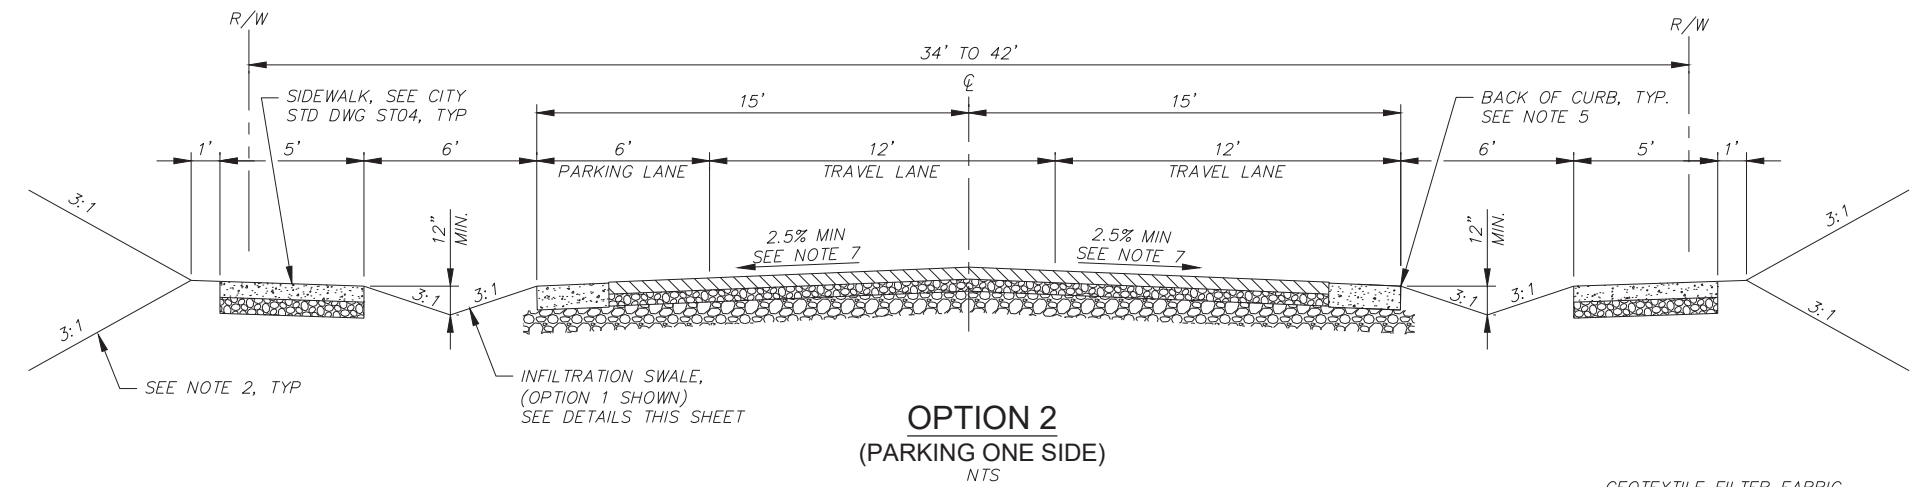 R/W
R/W
34' TO 42'
℄
SIDEWALK, SEE CITY
STD DWG ST04, TYP
15'
15'
BACK OF CURB, TYP.
SEE NOTE 5
1'
5'
6'
6'
12'
12'
6'
5'
1'
PARKING LANE
TRAVEL LANE
TRAVEL LANE
3:1
12"
MIN.
2.5% MIN
SEE NOTE 7
2.5% MIN
SEE NOTE 7
12"
MIN.
3:1
3:1
3:1
3:1
3:1
3:1
3:1
SEE NOTE 2, TYP
INFILTRATION SWALE,
(OPTION 1 SHOWN)
SEE DETAILS THIS SHEET
OPTION 2
(PARKING ONE SIDE)
NTS
GEOTEXTILE FILTER FABRIC